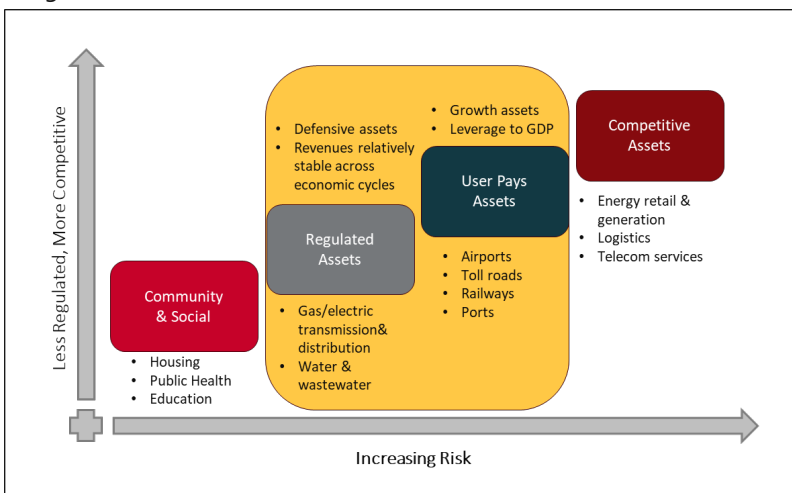 Less Regulated, More Competitive
Community
& Social
• Housing
• Public Health
• Education
• Defensive assets
• Revenues relatively
stable across
economic cycles
Regulated
Assets
• Gas/electric
transmission&
distribution
• Water &
wastewater
• Growth assets
• Leverage to GDP
User Pays
Assets
• Airports
• Toll roads
• Railways
• Ports
Competitive
Assets
• Energy retail &
generation
• Logistics
• Telecom services
Increasing Risk